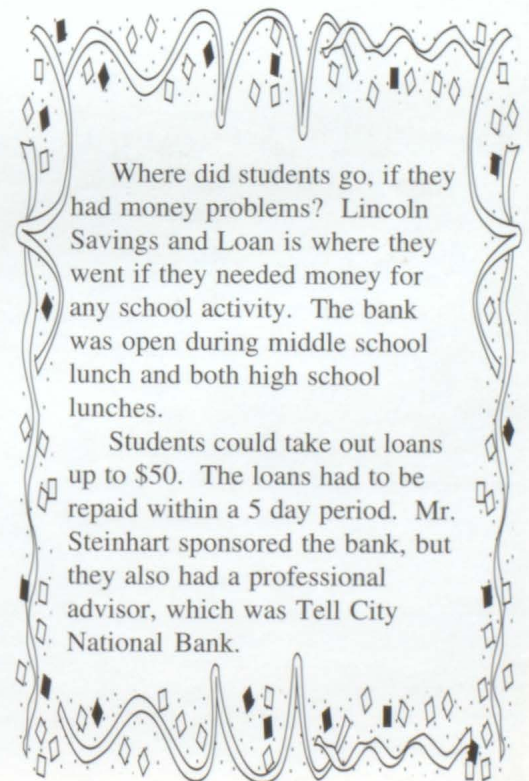 Where did students go, if they
had money problems? Lincoln
Savings and Loan is where they
went if they needed money for
any school activity. The bank
was open during middle school
lunch and both high school
lunches.
Students could take out loans
up to $50. The loans had to be
repaid within a 5 day period. Mr.
Steinhart sponsored the bank, but
they also had a professional
advisor, which was Tell City
National Bank.